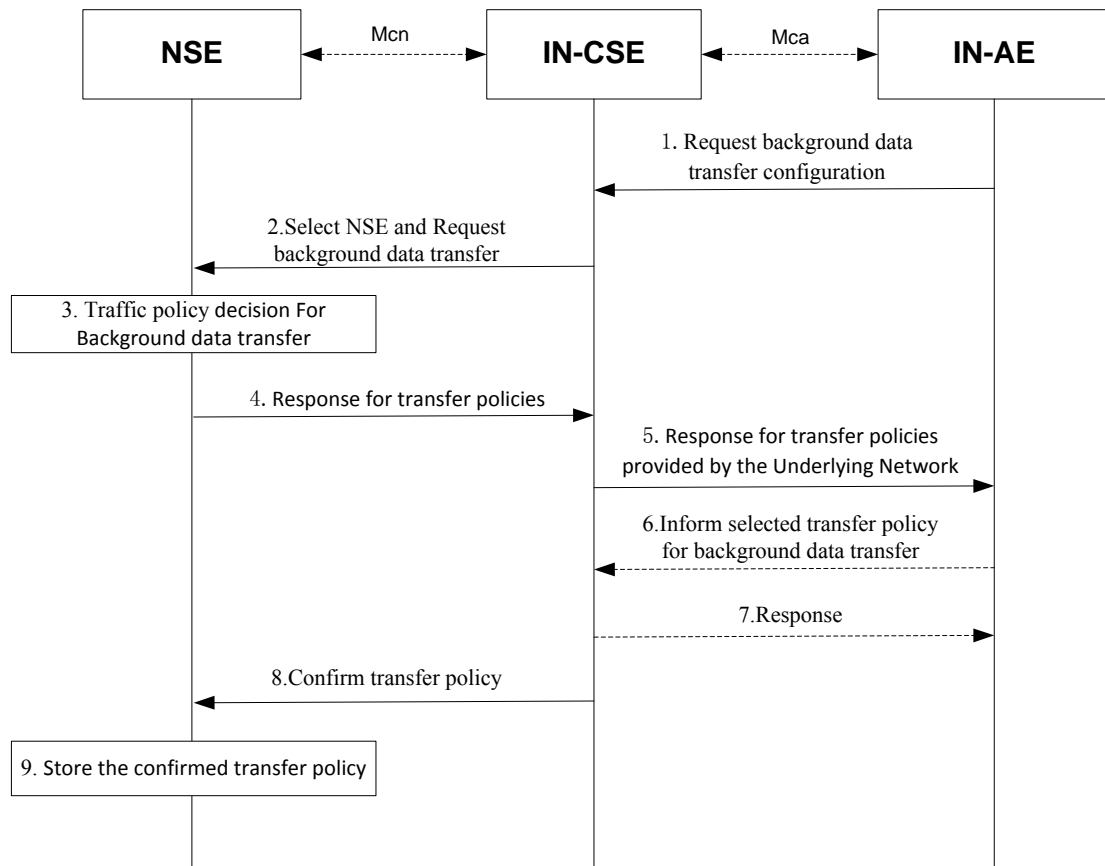 NSE
Mcn
IN-CSE
Mca
IN-AE
1. Request background data
transfer configuration
2.Select NSE and Request
background data transfer
3. Traffic policy decision For
Background data transfer
4. Response for transfer policies
5. Response for transfer policies
provided by the Underlying Network
6.Inform selected transfer policy
for background data transfer
7.Response
8.Confirm transfer policy
9. Store the confirmed transfer policy